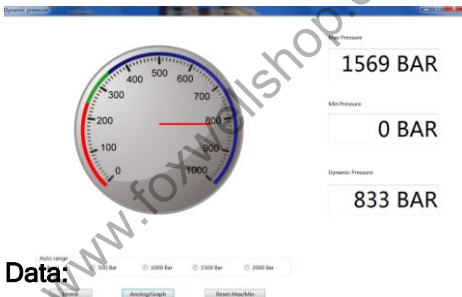 Dynamic pressure
Max Pressure
1569 BAR
Min Pressure
0 BAR
Dynamic Pressure
833 BAR
0
100
200
300
400
500
600
700
800
900
1000
Auto range
500 Bar
1000 Bar
1500 Bar
2000 Bar
Data:
Home
Analog/Graph
Reset Max/Min
www.foxwellshop.c